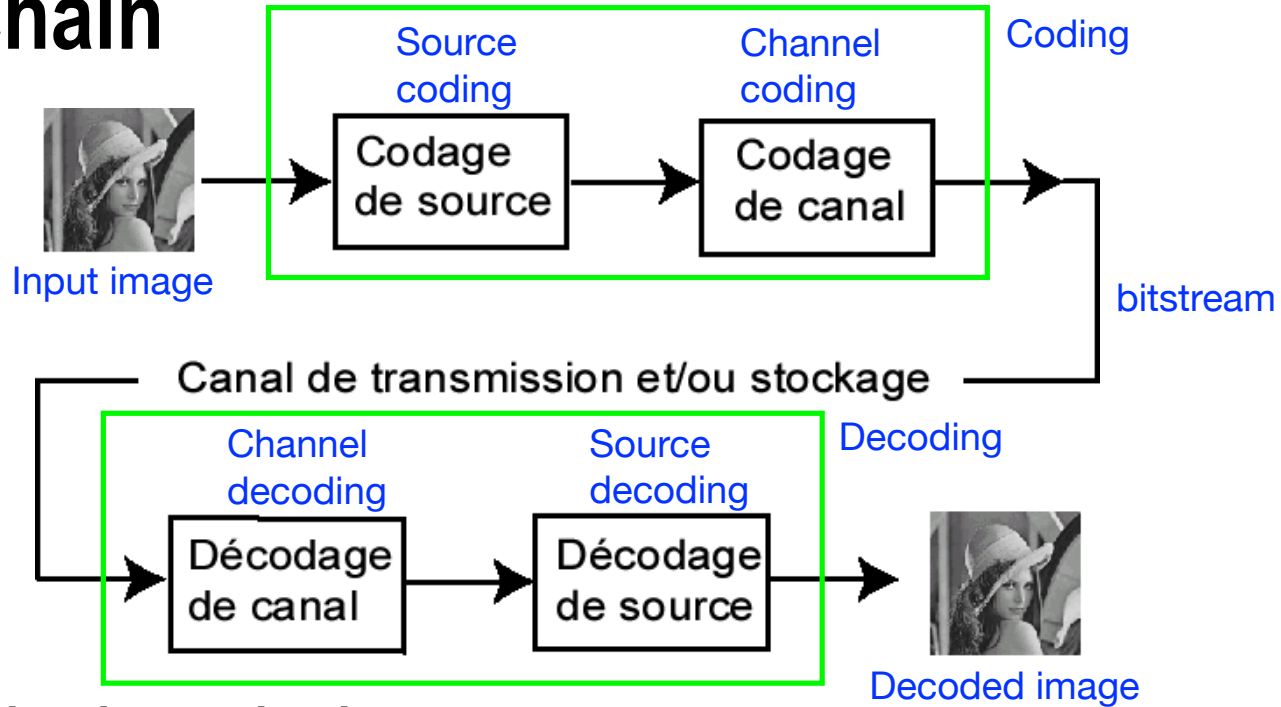 Source
coding
Channel
coding
Coding
Codage
de source
Codage
de canal
Input image
bitstream
Canal de transmission et/ou stockage
Channel
decoding
Source
decoding
Decoding
Décodage
de canal
Décodage
de source
Decoded image